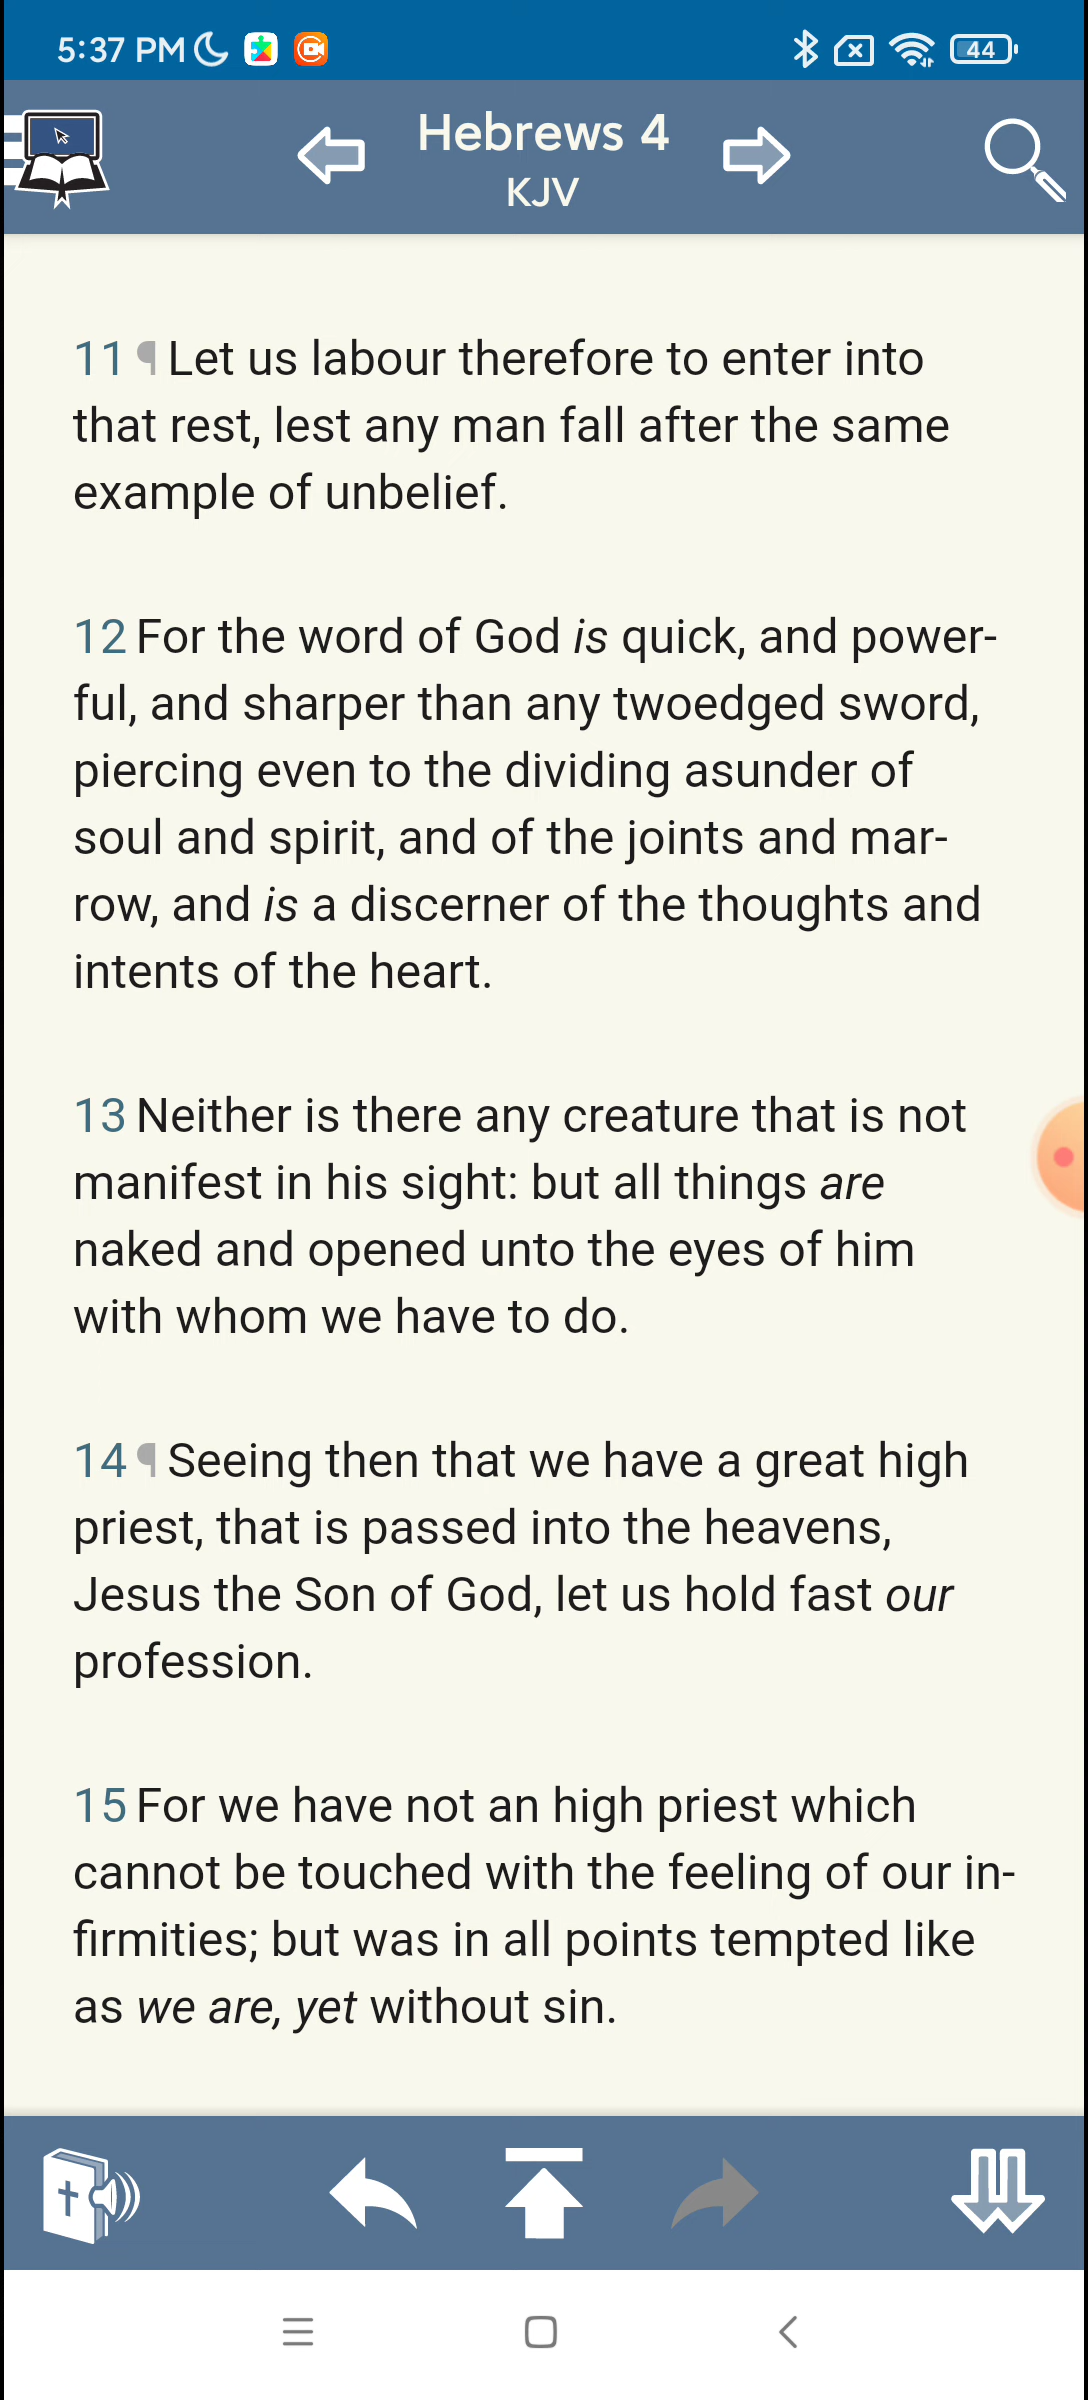 5:37 PM
44
Hebrews 4
KJV
11 ¶ Let us labour therefore to enter into
that rest, lest any man fall after the same
example of unbelief.
12 For the word of God is quick, and power-
ful, and sharper than any twoedged sword,
piercing even to the dividing asunder of
soul and spirit, and of the joints and mar-
row, and is a discerner of the thoughts and
intents of the heart.
13 Neither is there any creature that is not
manifest in his sight: but all things are
naked and opened unto the eyes of him
with whom we have to do.
14 ¶ Seeing then that we have a great high
priest, that is passed into the heavens,
Jesus the Son of God, let us hold fast our
profession.
15 For we have not an high priest which
cannot be touched with the feeling of our in-
firmities; but was in all points tempted like
as we are, yet without sin.